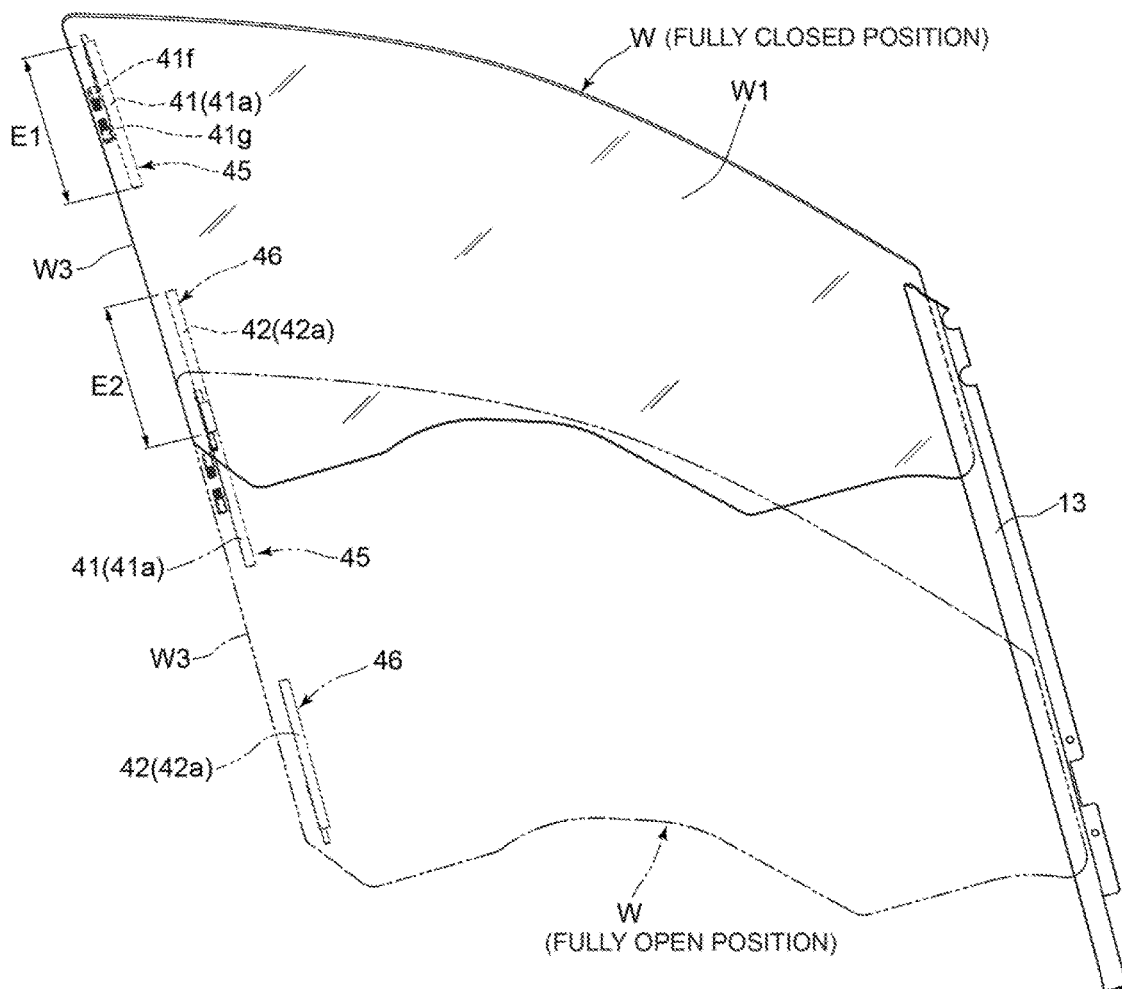 W (FULLY CLOSED POSITION)
41f
41(41a)
W1
E1
41g
45
W3
46
42(42a)
E2
13
41(41a)
45
W3
46
42(42a)
W
(FULLY OPEN POSITION)